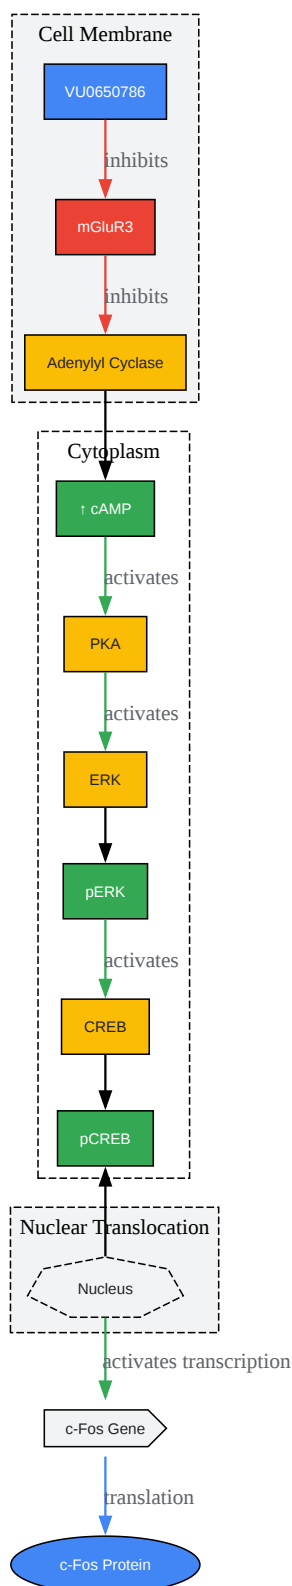 Cell Membrane
VU0650786
inhibits
mGluR3
inhibits
Adenylyl Cyclase
Cytoplasm
↑ cAMP
activates
PKA
activates
ERK
pERK
activates
CREB
pCREB
Nuclear Translocation
Nucleus
activates transcription
c-Fos Gene
translation
c-Fos Protein